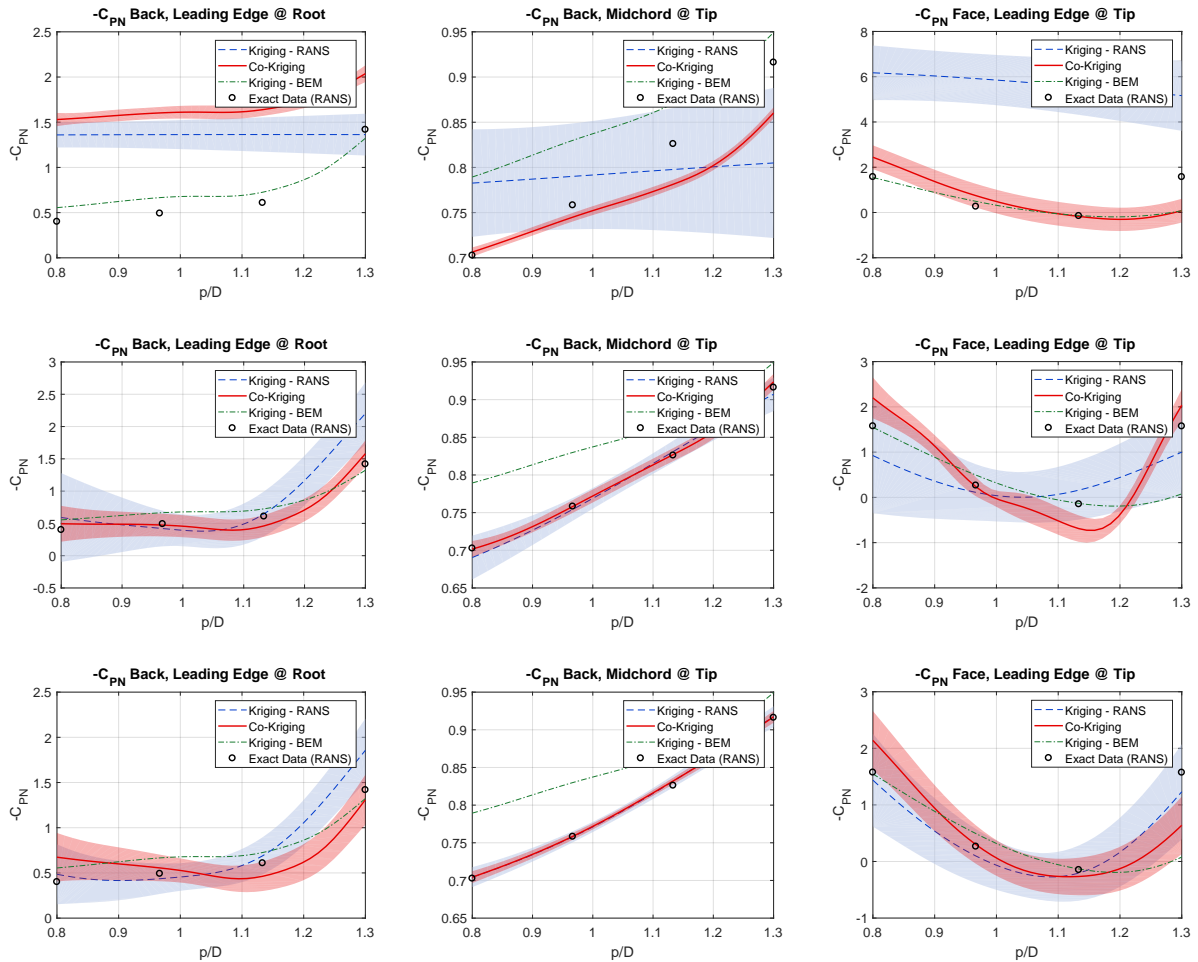 -C_PN Back, Leading Edge @ Root
2.5
2
1.5
1
0.5
0
-C_PN
0.8 0.9 1 1.1 1.2 1.3
p/D
Kriging - RANS
Co-Kriging
Kriging - BEM
Exact Data (RANS)
-C_PN Back, Midchord @ Tip
0.95
0.9
0.85
0.8
0.75
0.7
-C_PN
0.8 0.9 1 1.1 1.2 1.3
p/D
Kriging - RANS
Co-Kriging
Kriging - BEM
Exact Data (RANS)
-C_PN Face, Leading Edge @ Tip
8
6
4
2
0
-2
-C_PN
0.8 0.9 1 1.1 1.2 1.3
p/D
Kriging - RANS
Co-Kriging
Kriging - BEM
Exact Data (RANS)
-C_PN Back, Leading Edge @ Root
3
2.5
2
1.5
1
0.5
0
-0.5
-C_PN
0.8 0.9 1 1.1 1.2 1.3
p/D
Kriging - RANS
Co-Kriging
Kriging - BEM
Exact Data (RANS)
-C_PN Back, Midchord @ Tip
0.95
0.9
0.85
0.8
0.75
0.7
0.65
-C_PN
0.8 0.9 1 1.1 1.2 1.3
p/D
Kriging - RANS
Co-Kriging
Kriging - BEM
Exact Data (RANS)
-C_PN Face, Leading Edge @ Tip
3
2
1
0
-1
-2
-C_PN
0.8 0.9 1 1.1 1.2 1.3
p/D
Kriging - RANS
Co-Kriging
Kriging - BEM
Exact Data (RANS)
-C_PN Back, Leading Edge @ Root
2.5
2
1.5
1
0.5
0
-C_PN
0.8 0.9 1 1.1 1.2 1.3
p/D
Kriging - RANS
Co-Kriging
Kriging - BEM
Exact Data (RANS)
-C_PN Back, Midchord @ Tip
0.95
0.9
0.85
0.8
0.75
0.7
0.65
-C_PN
0.8 0.9 1 1.1 1.2 1.3
p/D
Kriging - RANS
Co-Kriging
Kriging - BEM
Exact Data (RANS)
-C_PN Face, Leading Edge @ Tip
3
2
1
0
-1
-C_PN
0.8 0.9 1 1.1 1.2 1.3
p/D
Kriging - RANS
Co-Kriging
Kriging - BEM
Exact Data (RANS)